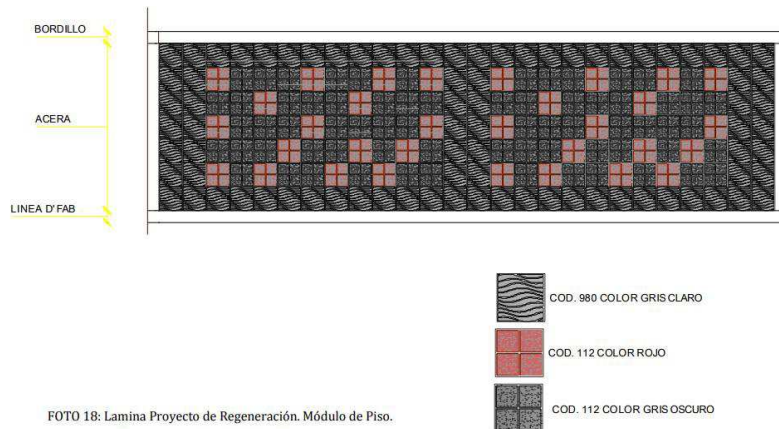 BORDILLO
ACERA
LINEA D'FAB
COD. 980 COLOR GRIS CLARO
COD. 112 COLOR ROJO
COD. 112 COLOR GRIS OSCURO
FOTO 18: Lamina Proyecto de Regeneración. Módulo de Piso.